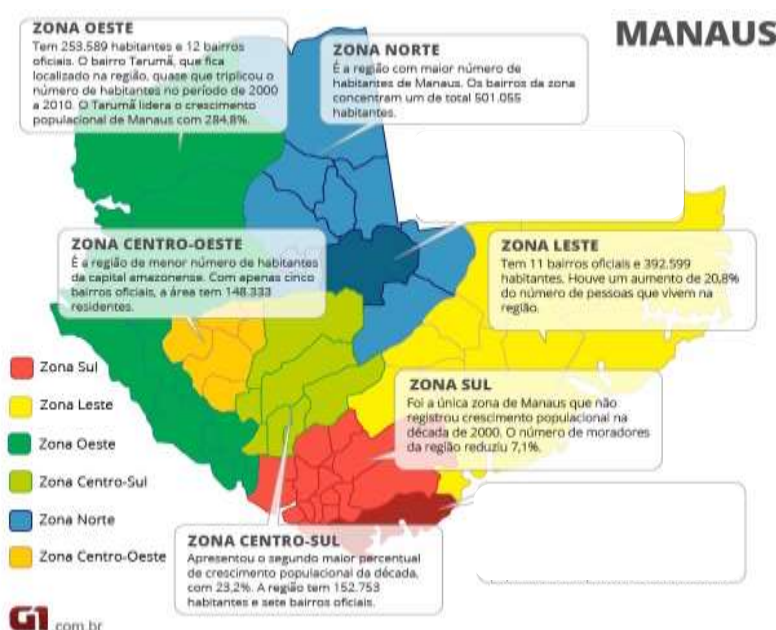 MANAUS
ZONA OESTE
Tem 253.589 habitantes e 12 bairros
oficiais. O bairro Tarumã, que fica
localizado na região, quase que triplicou o
número de habitantes no período de 2000
a 2010. O Tarumã lidera o crescimento
populacional de Manaus com 284,8%.
ZONA NORTE
É a região com maior número de
habitantes de Manaus. Os bairros da zona
concentram um de total 501.055
habitantes.
ZONA CENTRO-OESTE
É a região de menor número de habitantes
da capital amazonense. Com apenas cinco
bairros oficiais, a área tem 148.333
residentes.
ZONA LESTE
Tem 11 bairros oficiais e 392.599
habitantes. Houve um aumento de 20,8%
do número de pessoas que vivem na
região.
ZONA SUL
Foi a única zona de Manaus que não
registrou crescimento populacional na
década de 2000. O número de moradores
da região reduziu 7,1%.
Zona Sul
Zona Leste
Zona Oeste
Zona Centro-Sul
Zona Norte
Zona Centro-Oeste
ZONA CENTRO-SUL
Apresentou o segundo maior percentual
de crescimento populacional da década,
com 23,2%. A região tem 152.753
habitantes e sete bairros oficiais.
G1 .com.br